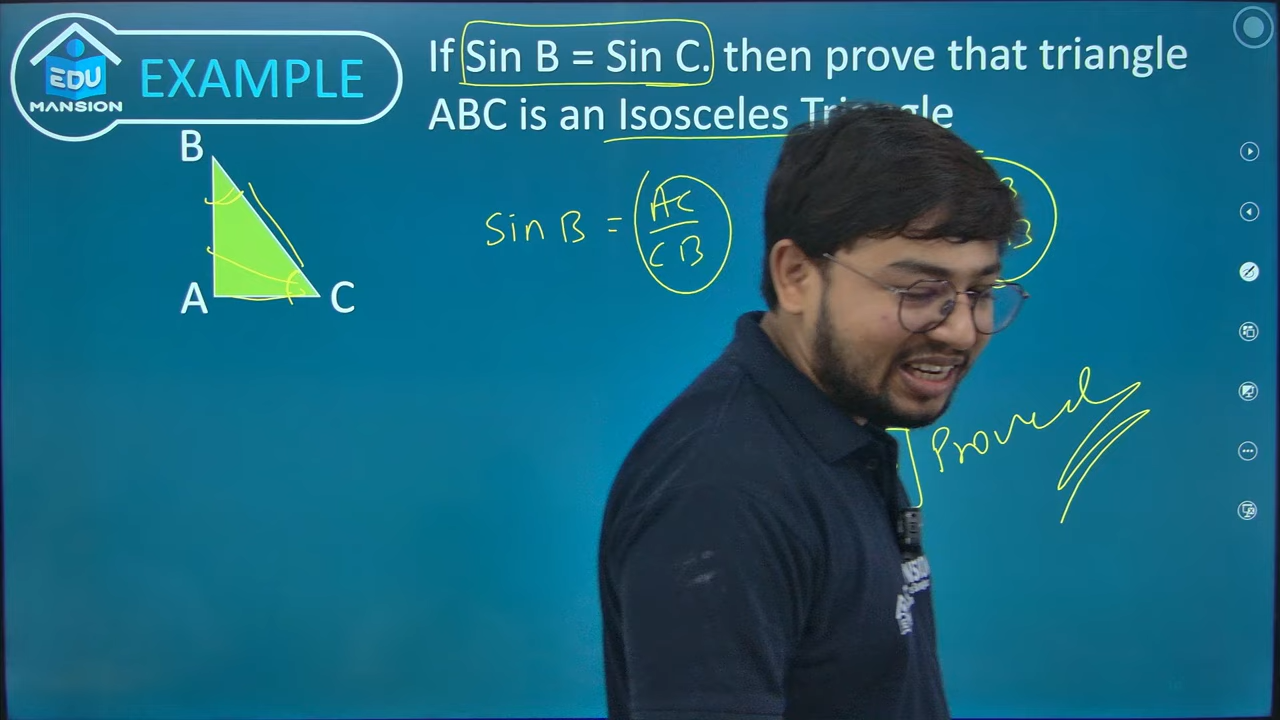 EDU
MANSION
EXAMPLE
If Sin B = Sin C. then prove that triangle
ABC is an Isosceles
B
A
C
Sin B = AC
CB
B
B
Proved